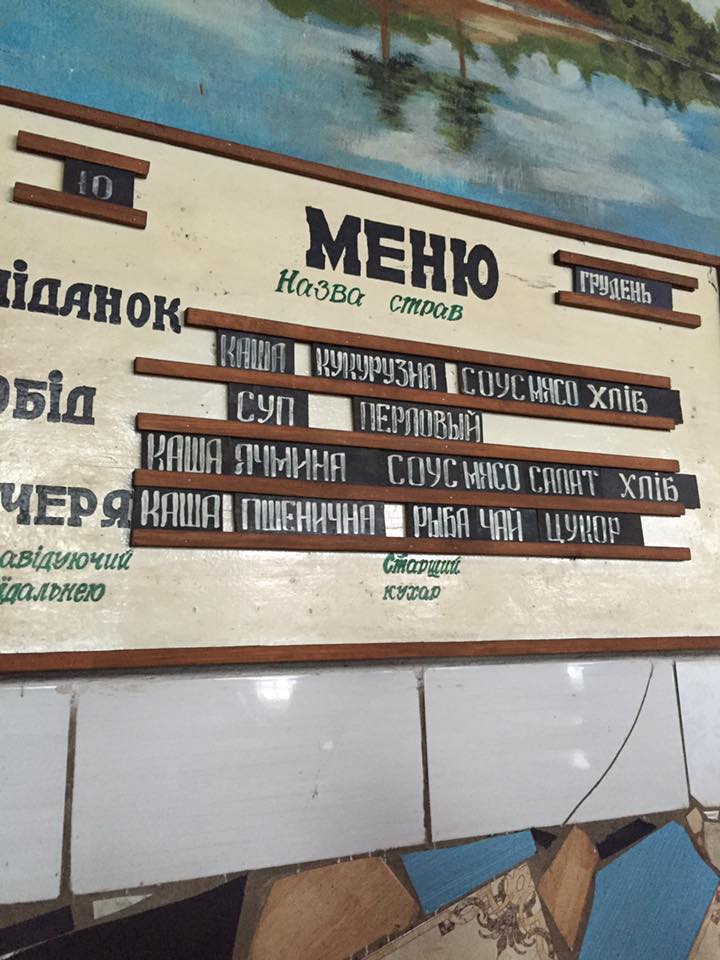 10
МЕНЮ
Назва страв
ГРУДЕНЬ
ніданок
КАША КУКУРУЗНА СОУС МЯСО ХЛІБ
Обід
СУП ПЕРЛОВЫЙ
КАША ЯЧМИНА СОУС МЯСО САЛАТ ХЛІБ
ЧЕРЯ
КАША ПШЕНИЧНА РЫБА ЧАЙ ЦУКОР
авідуючий
їдальнею
Старший
кухар